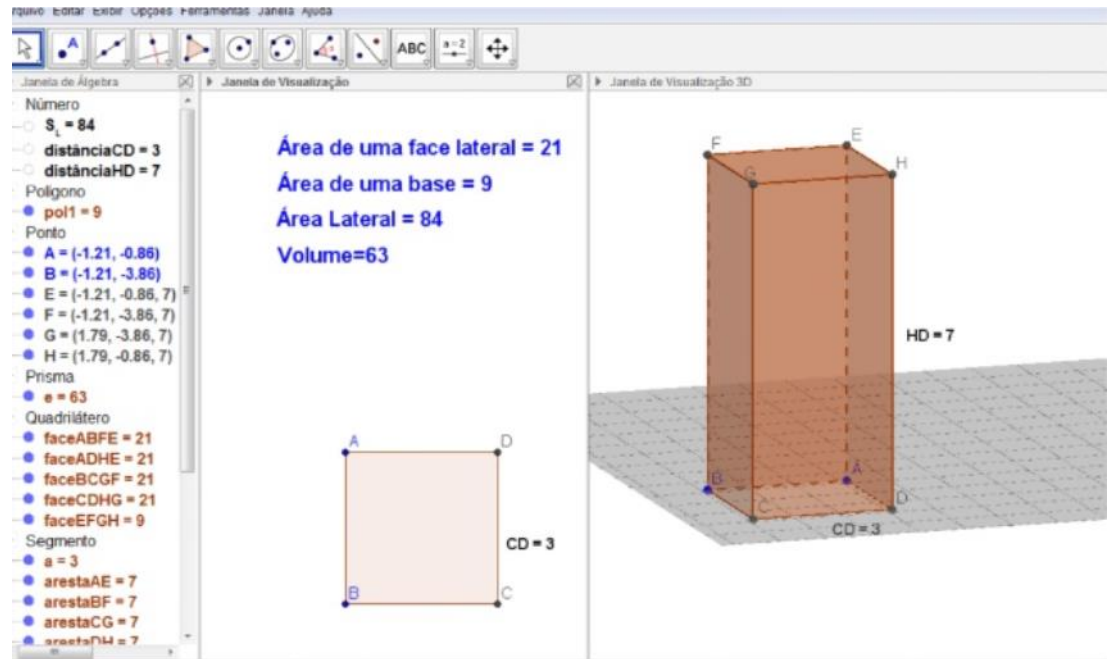 Arquivo Editar Exibir Opções Ferramentas Janela Ajuda
A
ABC
a=2
Janela de Álgebra
Número
S_L = 84
distânciaCD = 3
distânciaHD = 7
Polígono
pol1 = 9
Ponto
A = (-1.21, -0.86)
B = (-1.21, -3.86)
E = (-1.21, -0.86, 7)
F = (-1.21, -3.86, 7)
G = (1.79, -3.86, 7)
H = (1.79, -0.86, 7)
Prisma
e = 63
Quadrilátero
faceABFE = 21
faceADHE = 21
faceBCGF = 21
faceCDHG = 21
faceEFGH = 9
Segmento
a = 3
arestaAE = 7
arestaBF = 7
arestaCG = 7
arestaDH = 7
Janela de Visualização
Área de uma face lateral = 21
Área de uma base = 9
Área Lateral = 84
Volume=63
A
D
CD = 3
B
C
Janela de Visualização 3D
E
F
H
G
HD = 7
A
B
D
C
CD = 3